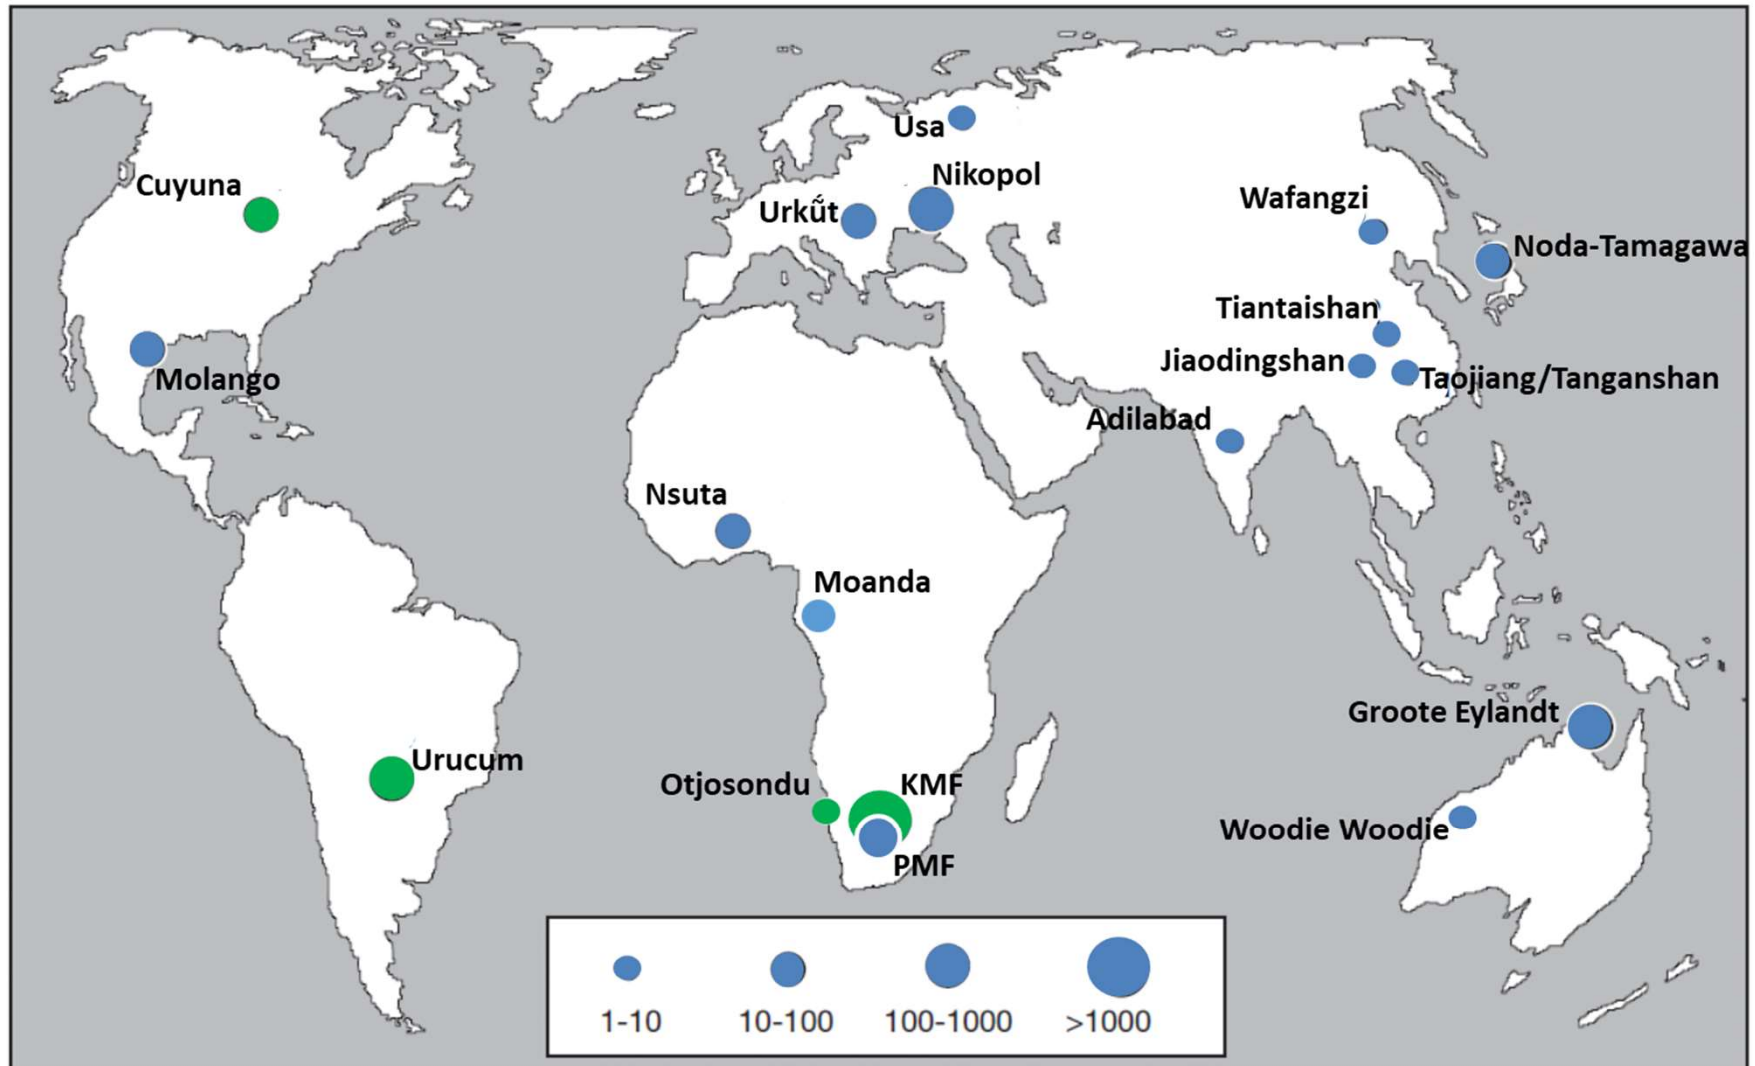 Usa
Nikopol
Cuyuna
Urkǘt
Wafangzi
Noda-Tamagawa
Tiantaishan
Jiaodingshan
Molango
Taojiang/Tanganshan
Adilabad
Nsuta
Moanda
Groote Eylandt
Urucum
Otjosondu
KMF
Woodie Woodie
PMF
1-10 10-100 100-1000 >1000